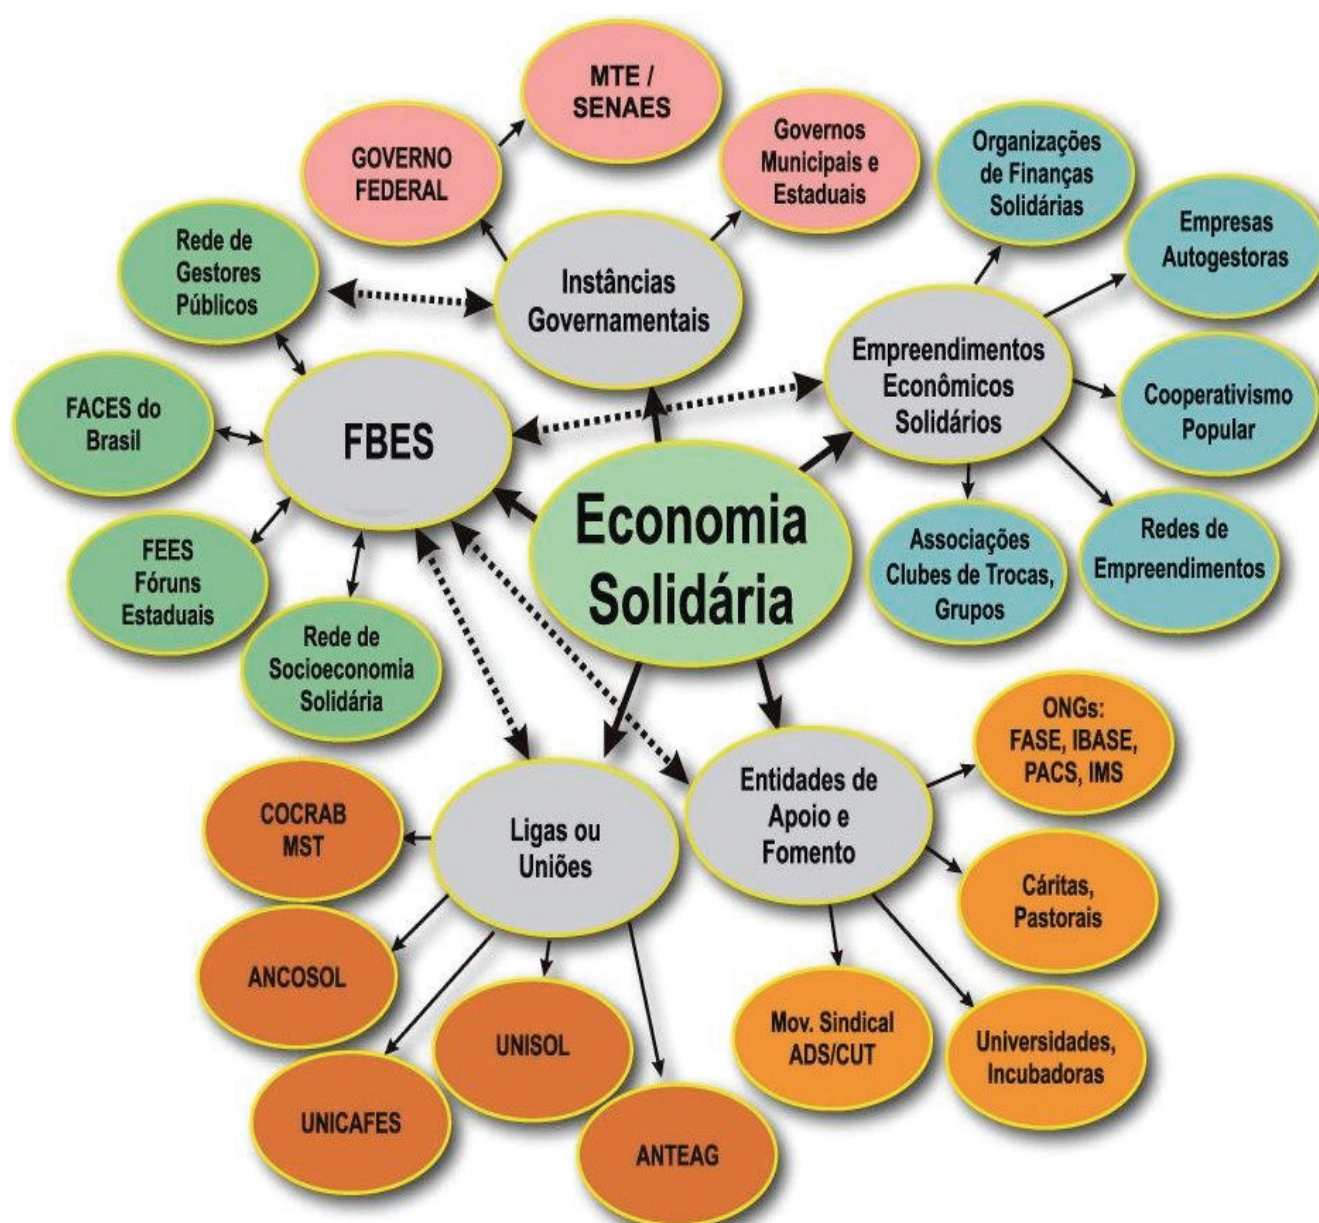 MTE /
SENAES
GOVERNO
FEDERAL
Governos
Municipais e
Estaduais
Organizações
de Finanças
Solidárias
Empresas
Autogestoras
Rede de
Gestores
Públicos
Instâncias
Governamentais
Empreendimentos
Econômicos
Solidários
Cooperativismo
Popular
FACES do
Brasil
FBES
Economia
Solidária
Redes de
Empreendimentos
Associações
Clubes de Trocas,
Grupos
FEES
Fóruns
Estaduais
Rede de
Socioeconomia
Solidária
ONGs:
FASE, IBASE,
PACS, IMS
Entidades de
Apoio e
Fomento
Ligas ou
Uniões
COCRAB
MST
Cáritas,
Pastorais
ANCOSOL
Mov. Sindical
ADS/CUT
Universidades,
Incubadoras
UNISOL
UNICAFES
ANTEAG